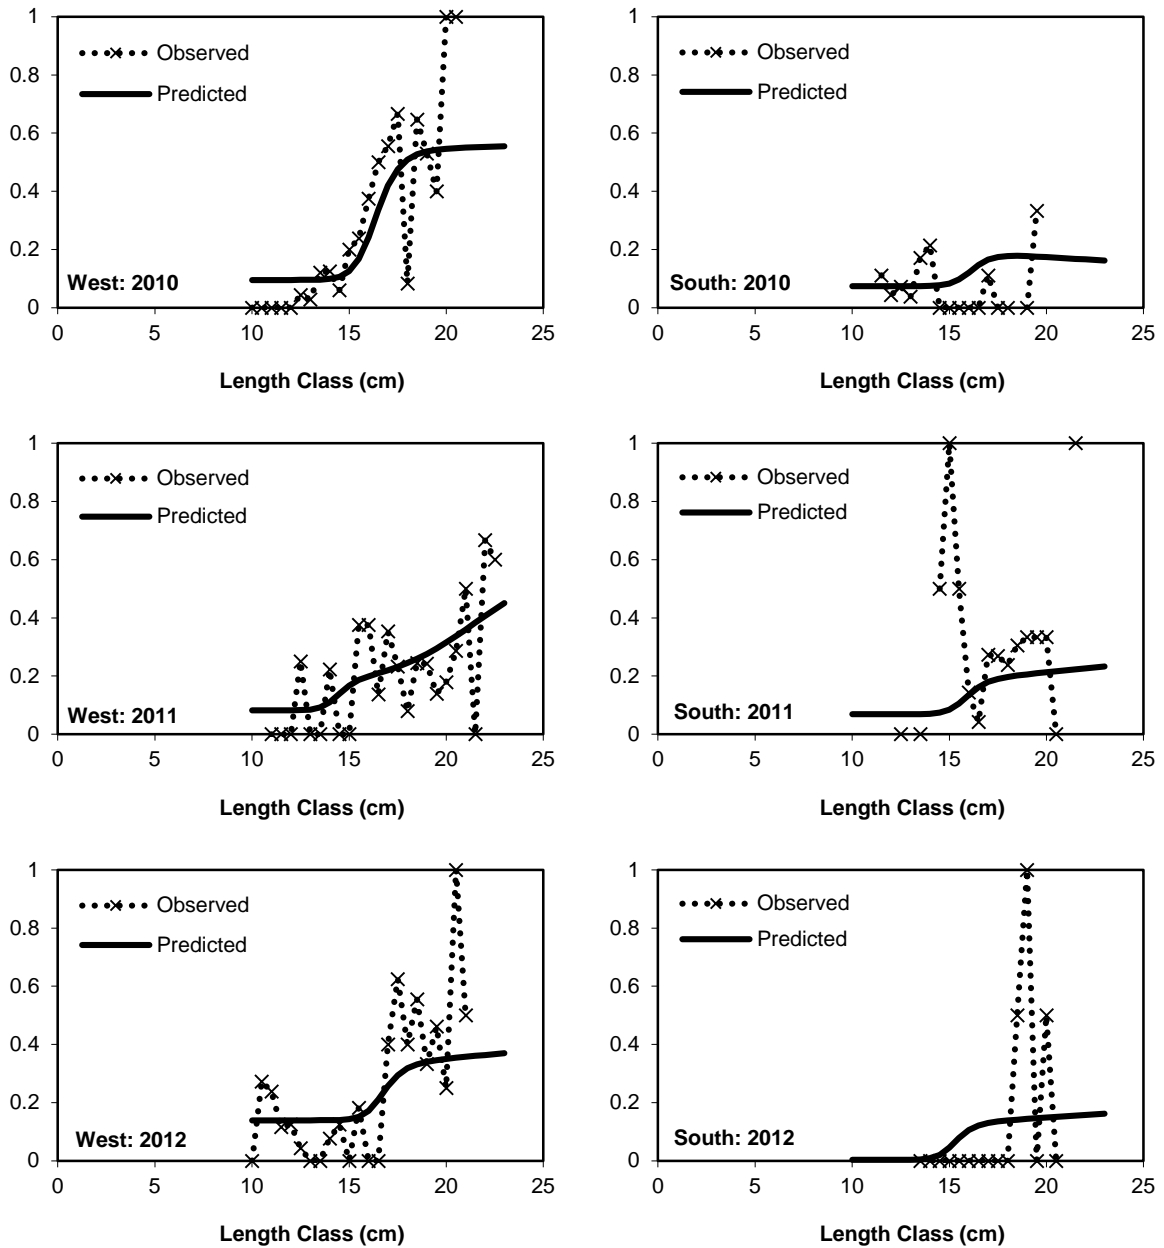 1
0.8
0.6
0.4
0.2
0
Observed
Predicted
West: 2010
0 5 10 15 20 25
Length Class (cm)
1
0.8
0.6
0.4
0.2
0
Observed
Predicted
South: 2010
0 5 10 15 20 25
Length Class (cm)
1
0.8
0.6
0.4
0.2
0
Observed
Predicted
West: 2011
0 5 10 15 20 25
Length Class (cm)
1
0.8
0.6
0.4
0.2
0
Observed
Predicted
South: 2011
0 5 10 15 20 25
Length Class (cm)
1
0.8
0.6
0.4
0.2
0
Observed
Predicted
West: 2012
0 5 10 15 20 25
Length Class (cm)
1
0.8
0.6
0.4
0.2
0
Observed
Predicted
South: 2012
0 5 10 15 20 25
Length Class (cm)